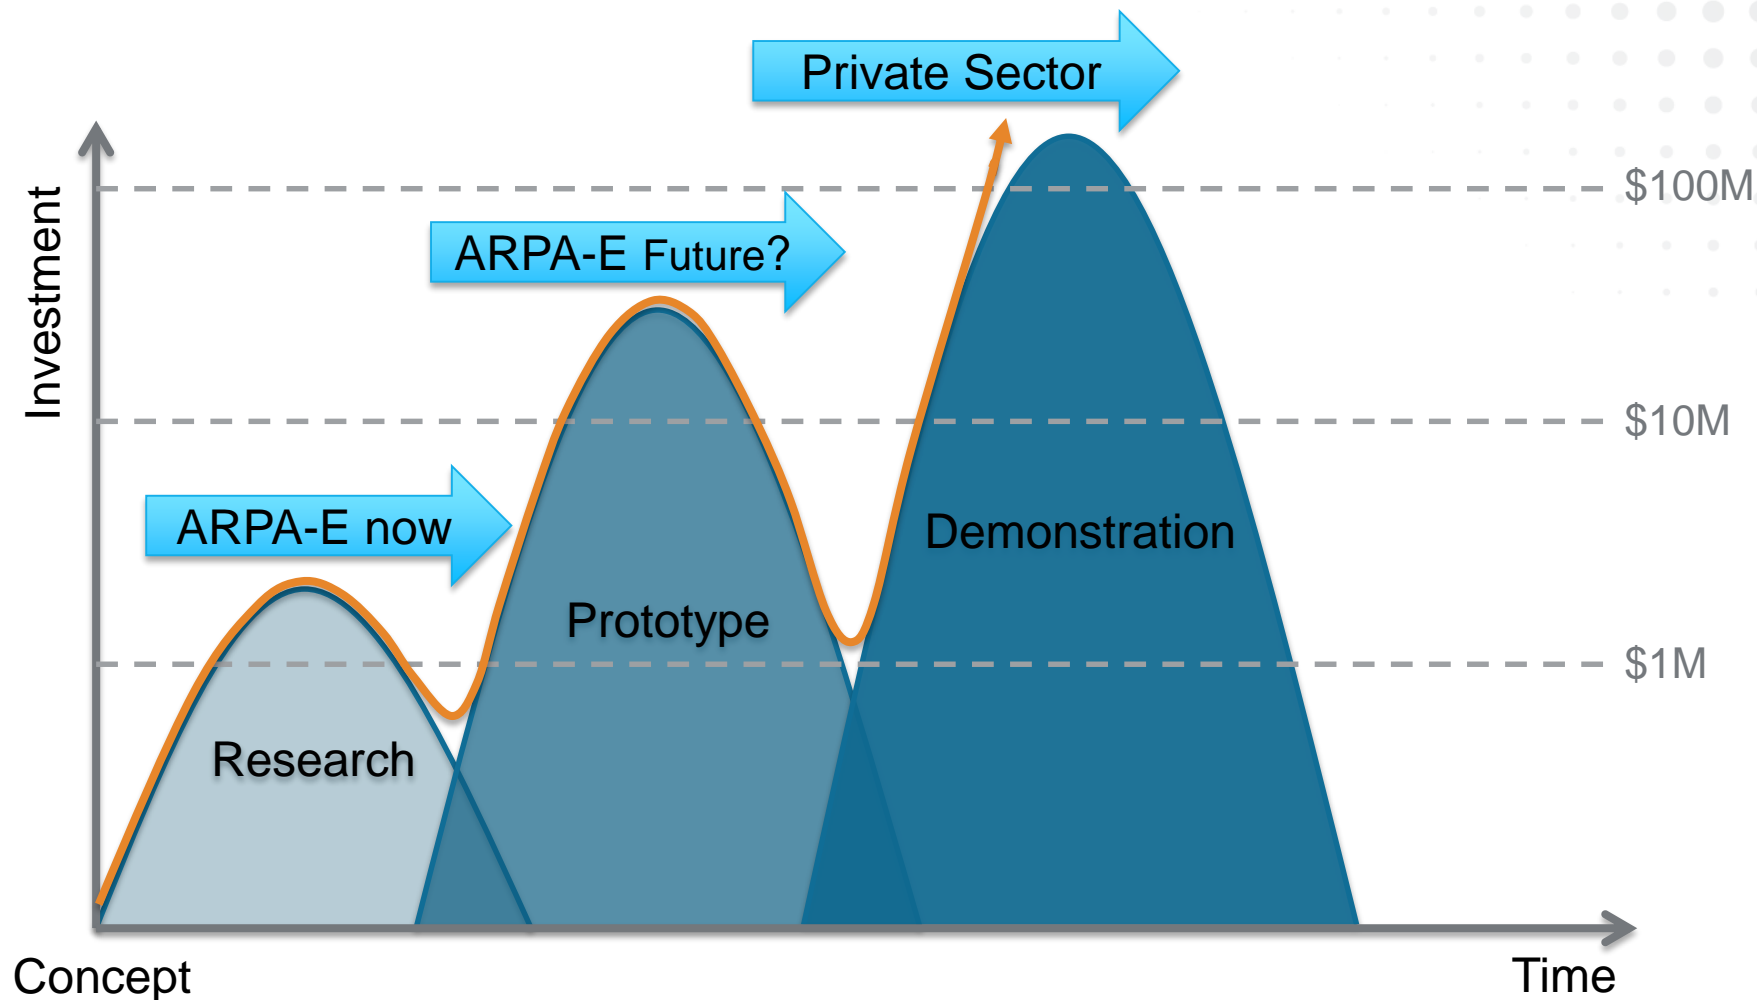 Private Sector
$100M
Investment
ARPA-E Future?
$10M
ARPA-E now
Demonstration
Prototype
$1M
Research
Concept
Time